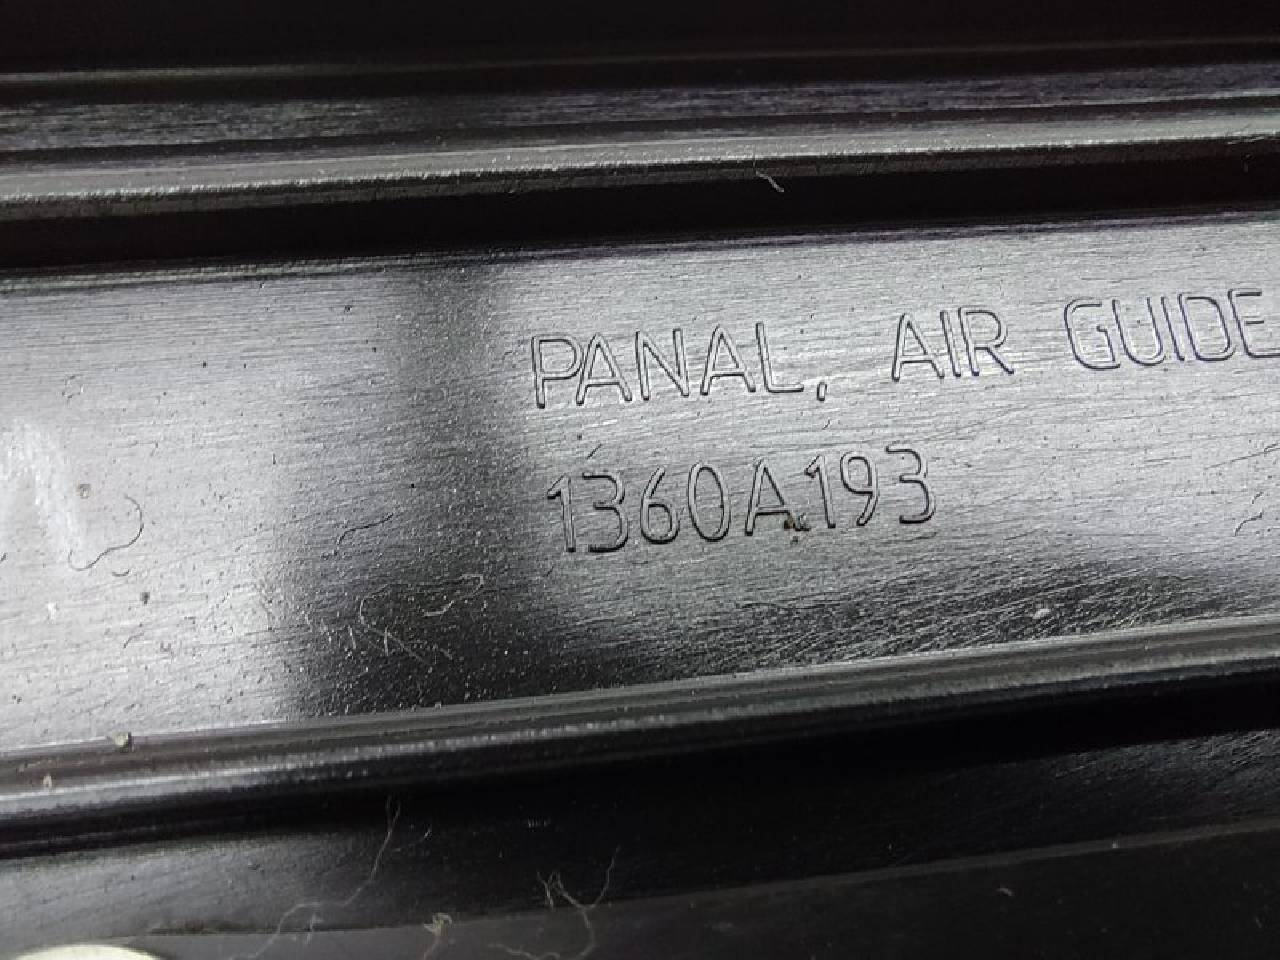 PANAL, AIR GUIDE
1360A193